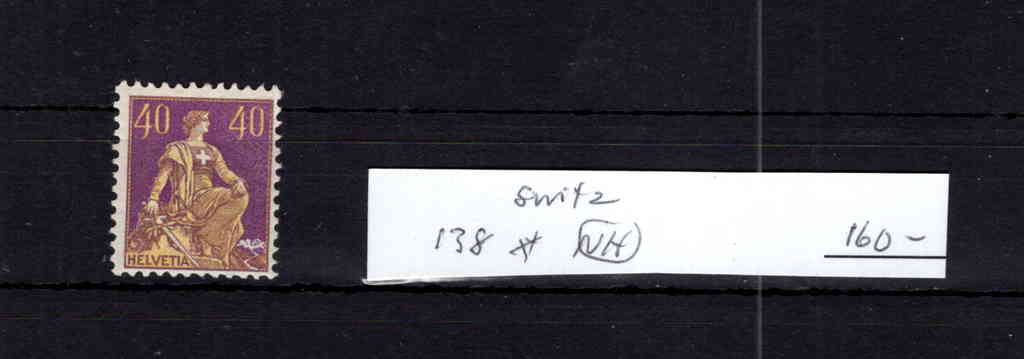 40 40
HELVETIA
Switz
138 * NH
160 -